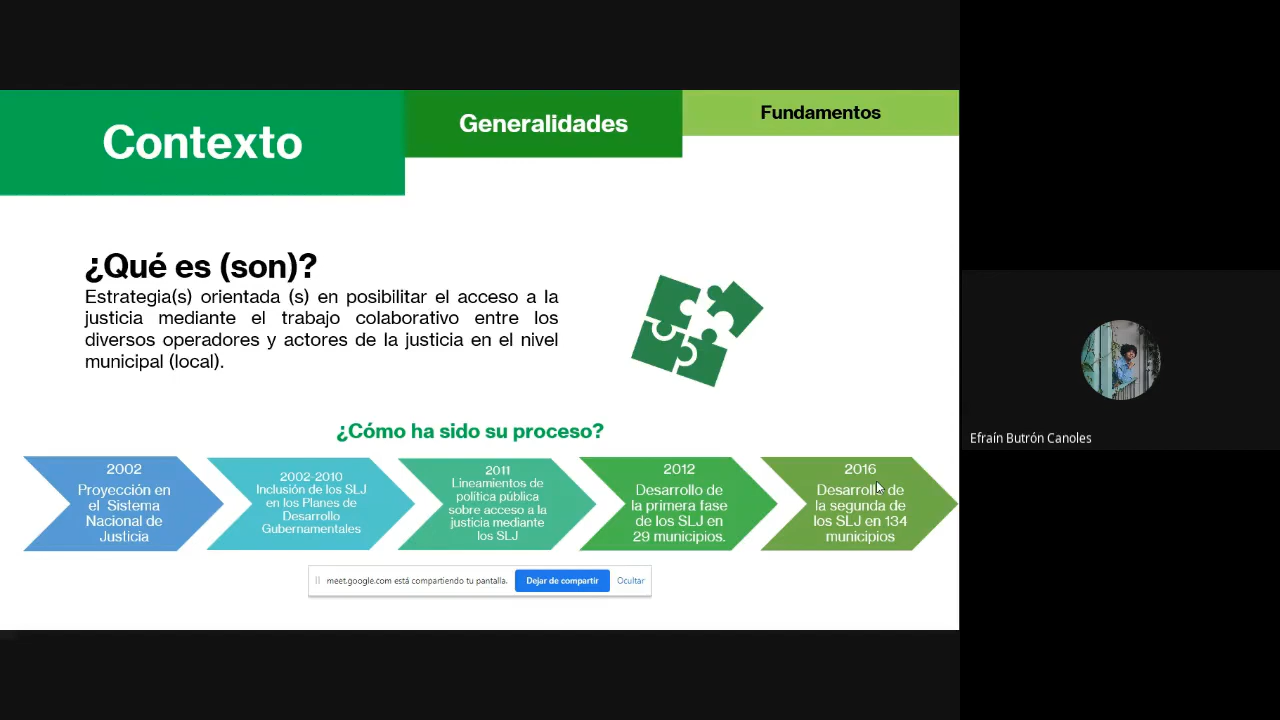 Contexto
Generalidades
Fundamentos
¿Qué es (son)?
Estrategia(s) orientada (s) en posibilitar el acceso a la
justicia mediante el trabajo colaborativo entre los
diversos operadores y actores de la justicia en el nivel
municipal (local).
¿Cómo ha sido su proceso?
2002
Proyección en
el Sistema
Nacional de
Justicia
2002-2010
Inclusión de los SLJ
en los Planes de
Desarrollo
Gubernamentales
2011
Lineamientos de
política pública
sobre acceso a la
justicia mediante
los SLJ
2012
Desarrollo de
la primera fase
de los SLJ en
29 municipios.
2016
Desarrollo de
la segunda de
los SLJ en 134
municipios
meet.google.com está compartiendo tu pantalla.
Dejar de compartir
Ocultar
Efraín Butrón Canoles